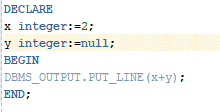 DECLARE
x integer:=2;
y integer:=null;
BEGIN
DBMS_OUTPUT.PUT_LINE(x+y);
END;